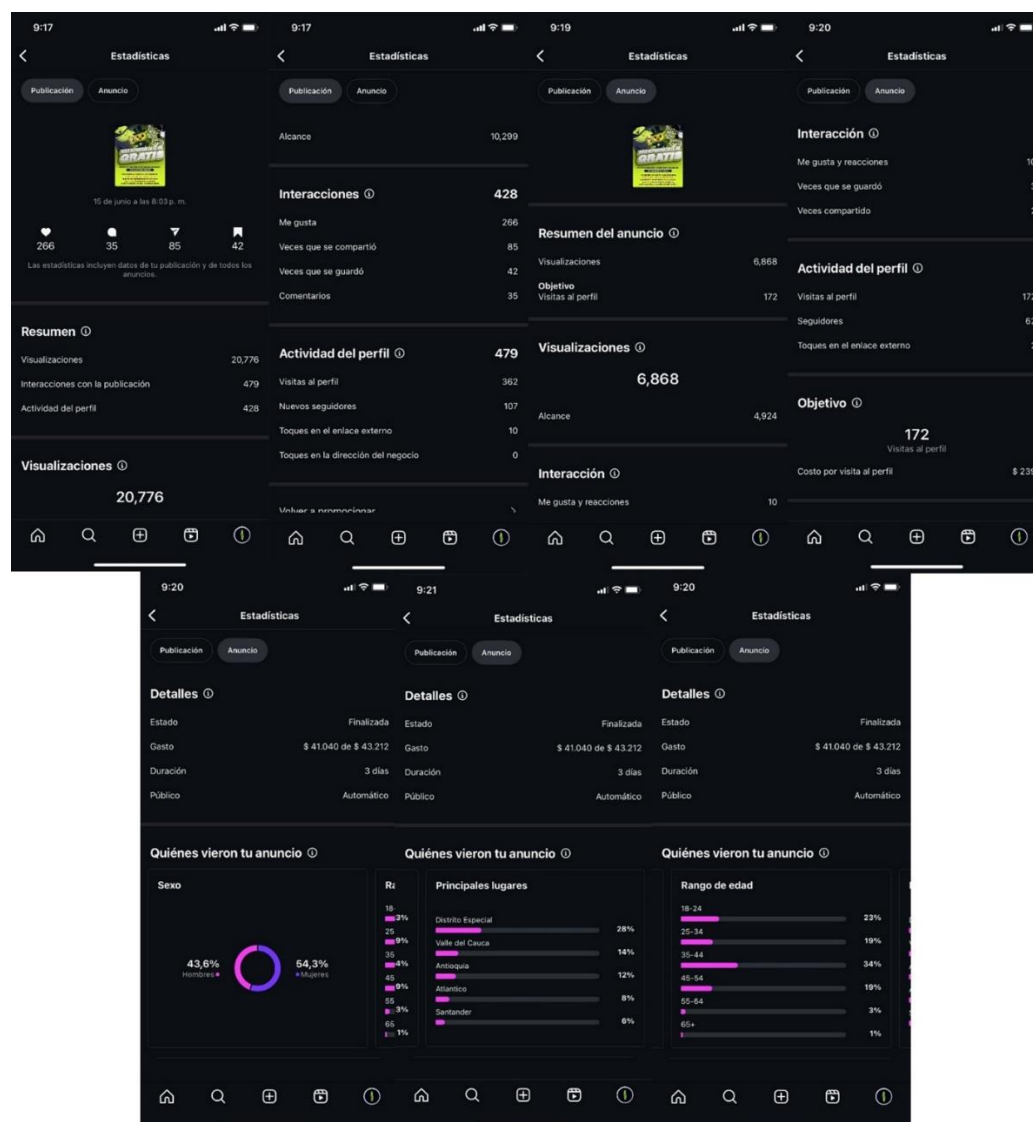 9:17
Estadísticas
Publicación Anuncio
GRATIS
15 de junio a las 8:03 p. m.
266 35 85 42
Las estadísticas incluyen datos de tu publicación y de todos los
anuncios.
Resumen
Visualizaciones 20,776
Interacciones con la publicación 479
Actividad del perfil 428
Visualizaciones
20,776
9:17
Estadísticas
Publicación Anuncio
Alcance 10,299
Interacciones 428
Me gusta 266
Veces que se compartió 85
Veces que se guardó 42
Comentarios 35
Actividad del perfil 479
Visitas al perfil 362
Nuevos seguidores 107
Toques en el enlace externo 10
Toques en la dirección del negocio 0
Volver a promocionar
9:19
Estadísticas
Publicación Anuncio
GRATIS
Resumen del anuncio
Visualizaciones 6,868
Objetivo
Visitas al perfil 172
Visualizaciones
6,868
Alcance 4,924
Interacción
Me gusta y reacciones 10
9:20
Estadísticas
Publicación Anuncio
Interacción
Me gusta y reacciones 10
Veces que se guardó
Veces compartido
Actividad del perfil
Visitas al perfil 172
Seguidores 62
Toques en el enlace externo
Objetivo
172
Visitas al perfil
Costo por visita al perfil $ 239
9:20
Estadísticas
Publicación Anuncio
Detalles
Estado Finalizada
Gasto $ 41.040 de $ 43.212
Duración 3 días
Público Automático
Quiénes vieron tu anuncio
Sexo
43,6%
Hombres
54,3%
Mujeres
9:21
Estadísticas
Publicación Anuncio
Detalles
Estado Finalizada
Gasto $ 41.040 de $ 43.212
Duración 3 días
Público Automático
Quiénes vieron tu anuncio
Principales lugares
Distrito Especial
28%
Valle del Cauca
14%
Antioquia
12%
Atlantico
8%
Santander
6%
9:20
Estadísticas
Publicación Anuncio
Detalles
Estado Finalizada
Gasto $ 41.040 de $ 43.212
Duración 3 días
Público Automático
Quiénes vieron tu anuncio
Rango de edad
18-24
23%
25-34
19%
35-44
34%
45-54
19%
55-64
3%
65+
1%